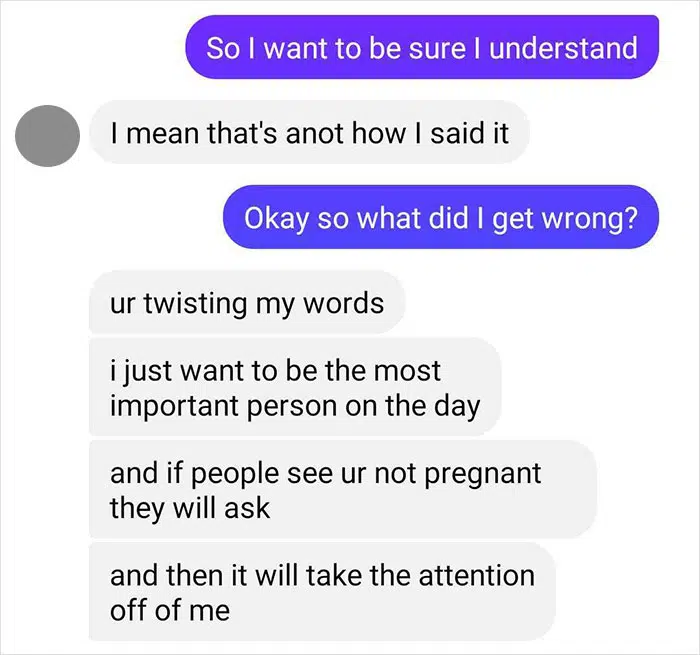 So I want to be sure I understand
I mean that's anot how I said it
Okay so what did I get wrong?
ur twisting my words
i just want to be the most
important person on the day
and if people see ur not pregnant
they will ask
and then it will take the attention
off of me